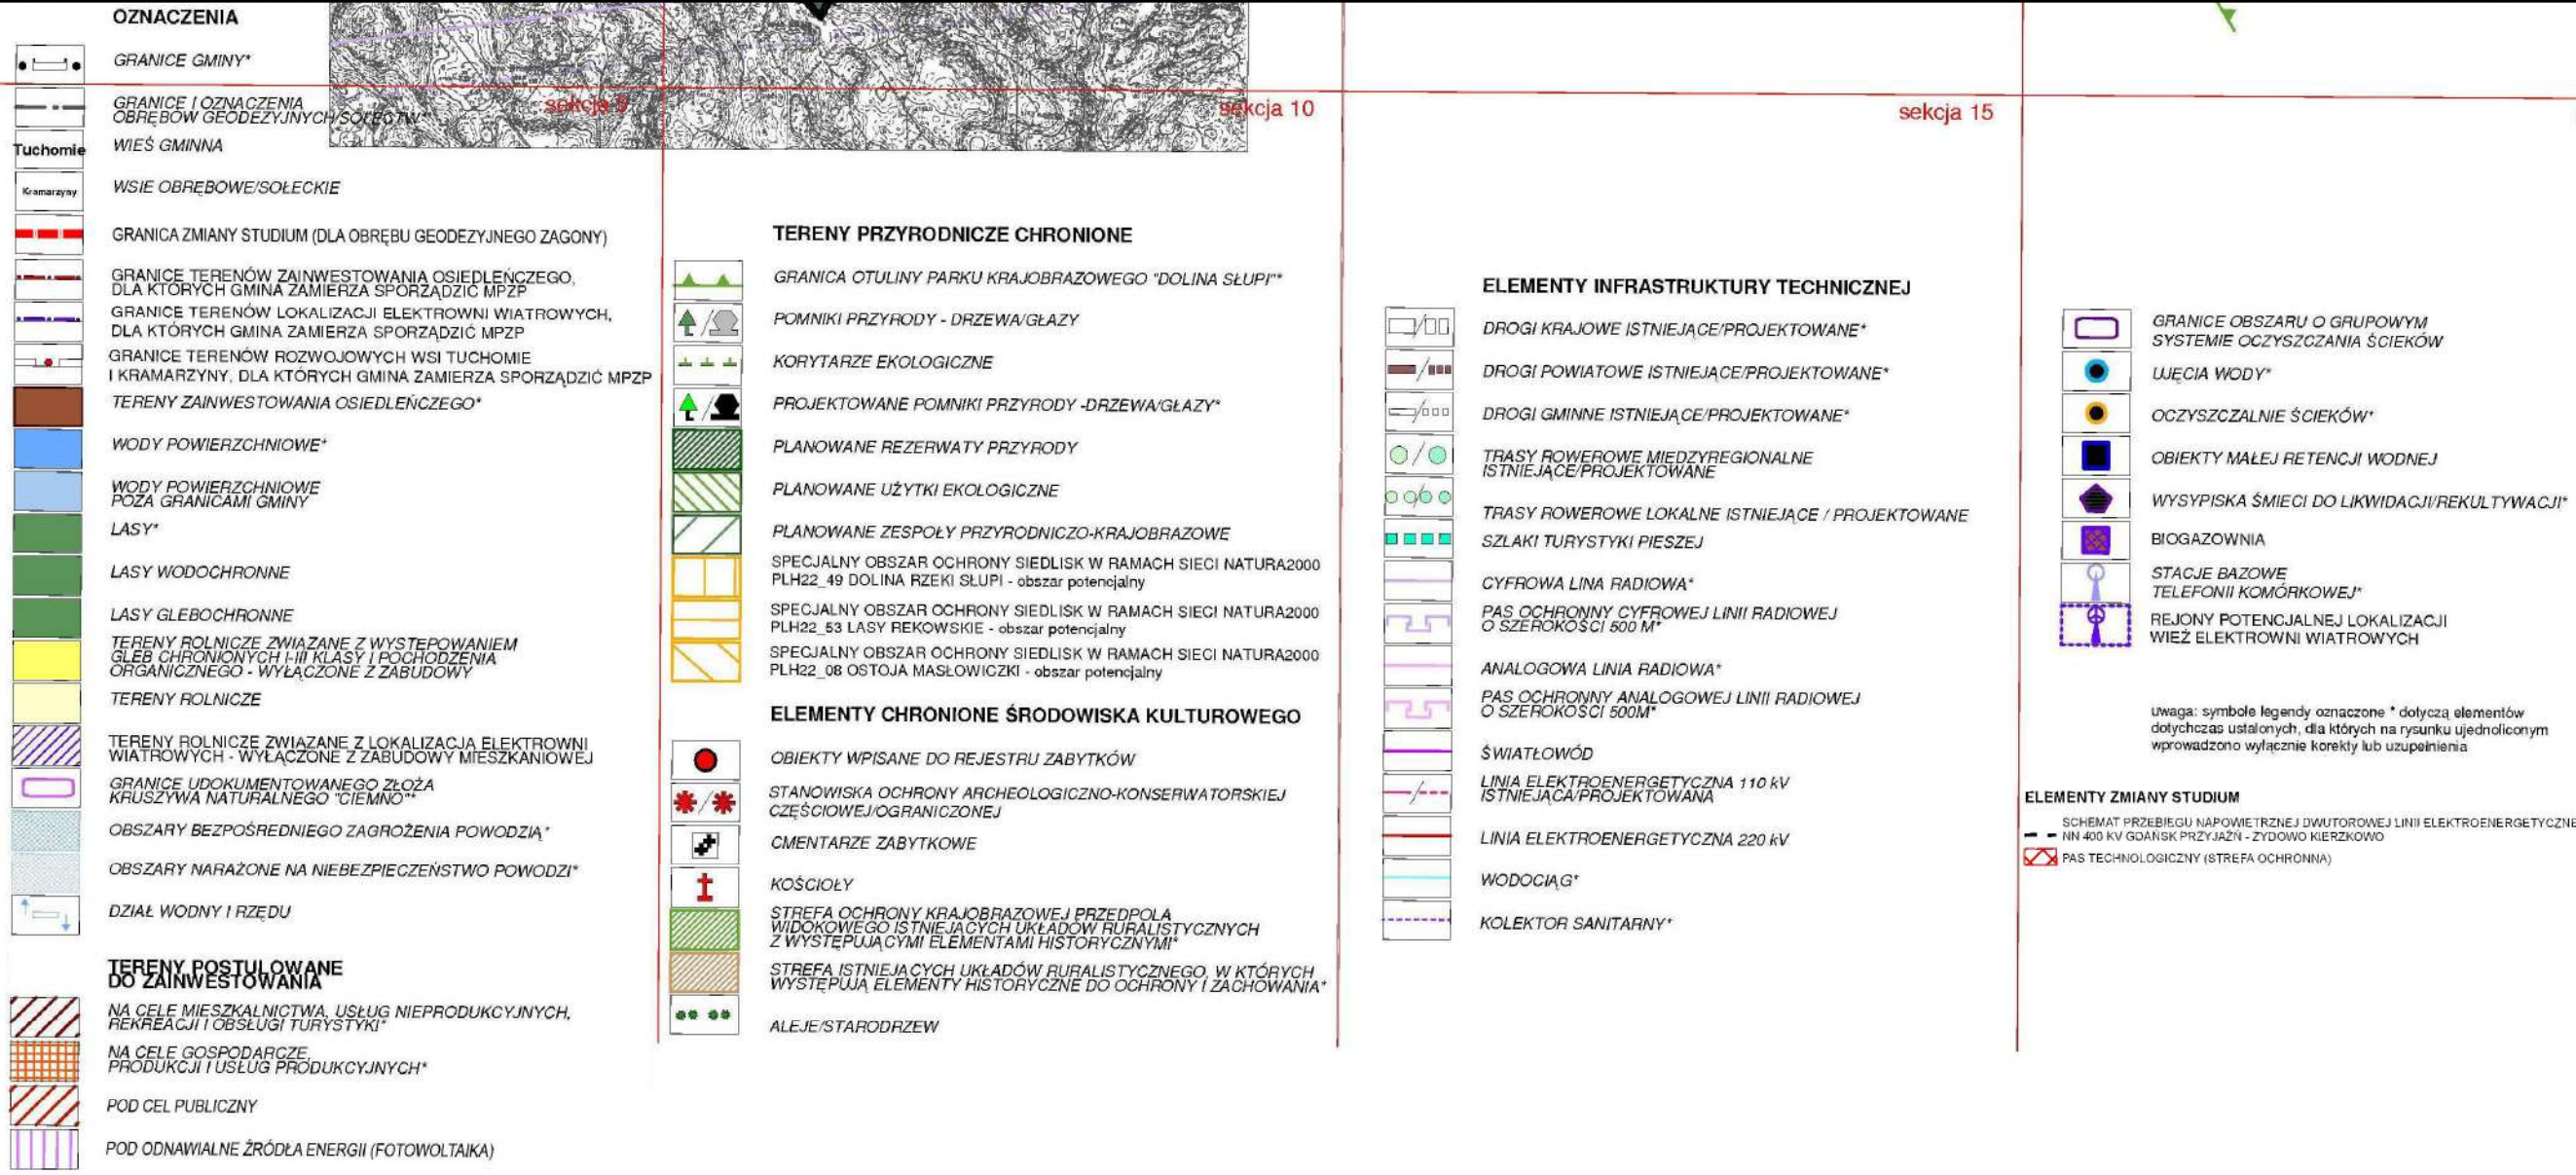 OZNACZENIA
GRANICE GMINY*
GRANICE I OZNACZENIA
OBRĘBÓW GEODEZYJNYCH/SOŁECTW*
Tuchomie
WIEŚ GMINNA
Kramarzyny
WSIE OBRĘBOWE/SOŁECKIE
GRANICA ZMIANY STUDIUM (DLA OBRĘBU GEODEZYJNEGO ZAGONY)
GRANICE TERENÓW ZAINWESTOWANIA OSIEDLEŃCZEGO,
DLA KTÓRYCH GMINA ZAMIERZA SPORZĄDZIĆ MPZP
GRANICE TERENÓW LOKALIZACJI ELEKTROWNI WIATROWYCH,
DLA KTÓRYCH GMINA ZAMIERZA SPORZĄDZIĆ MPZP
GRANICE TERENÓW ROZWOJOWYCH WSI TUCHOMIE
I KRAMARZYNY, DLA KTÓRYCH GMINA ZAMIERZA SPORZĄDZIĆ MPZP
TERENY ZAINWESTOWANIA OSIEDLEŃCZEGO*
WODY POWIERZCHNIOWE*
WODY POWIERZCHNIOWE
POZA GRANICAMI GMINY
LASY*
LASY WODOCHRONNE
LASY GLEBOCHRONNE
TERENY ROLNICZE ZWIĄZANE Z WYSTĘPOWANIEM
GLEB CHRONIONYCH I-III KLASY I POCHODZENIA
ORGANICZNEGO - WYŁĄCZONE Z ZABUDOWY
TERENY ROLNICZE
TERENY ROLNICZE ZWIĄZANE Z LOKALIZACJĄ ELEKTROWNI
WIATROWYCH - WYŁĄCZONE Z ZABUDOWY MIESZKANIOWEJ
GRANICE UDOKUMENTOWANEGO ZŁOŻA
KRUSZYWA NATURALNEGO "CIEMNO"*
OBSZARY BEZPOŚREDNIEGO ZAGROŻENIA POWODZIĄ*
OBSZARY NARAŻONE NA NIEBEZPIECZEŃSTWO POWODZI*
DZIAŁ WODNY I RZĘDU
TERENY POSTULOWANE
DO ZAINWESTOWANIA
NA CELE MIESZKALNICTWA, USŁUG NIEPRODUKCYJNYCH,
REKREACJI I OBSŁUGI TURYSTYKI*
NA CELE GOSPODARCZE,
PRODUKCJI I USŁUG PRODUKCYJNYCH*
POD CEL PUBLICZNY
POD ODNAWIALNE ŹRÓDŁA ENERGII (FOTOWOLTAIKA)
sekcja 5
sekcja 10
sekcja 15
TERENY PRZYRODNICZE CHRONIONE
GRANICA OTULINY PARKU KRAJOBRAZOWEGO "DOLINA SŁUPI"*
POMNIKI PRZYRODY - DRZEWA/GŁAZY
KORYTARZE EKOLOGICZNE
PROJEKTOWANE POMNIKI PRZYRODY -DRZEWA/GŁAZY*
PLANOWANE REZERWATY PRZYRODY
PLANOWANE UŻYTKI EKOLOGICZNE
PLANOWANE ZESPOŁY PRZYRODNICZO-KRAJOBRAZOWE
SPECJALNY OBSZAR OCHRONY SIEDLISK W RAMACH SIECI NATURA2000
PLH22_49 DOLINA RZEKI SŁUPI - obszar potencjalny
SPECJALNY OBSZAR OCHRONY SIEDLISK W RAMACH SIECI NATURA2000
PLH22_53 LASY REKOWSKIE - obszar potencjalny
SPECJALNY OBSZAR OCHRONY SIEDLISK W RAMACH SIECI NATURA2000
PLH22_08 OSTOJA MASŁOWICZKI - obszar potencjalny
ELEMENTY CHRONIONE ŚRODOWISKA KULTUROWEGO
OBIEKTY WPISANE DO REJESTRU ZABYTKÓW
STANOWISKA OCHRONY ARCHEOLOGICZNO-KONSERWATORSKIEJ
CZĘŚCIOWEJ/OGRANICZONEJ
CMENTARZE ZABYTKOWE
KOŚCIOŁY
STREFA OCHRONY KRAJOBRAZOWEJ PRZEDPOLA
WIDOKOWEGO ISTNIEJĄCYCH UKŁADÓW RURALISTYCZNYCH
Z WYSTĘPUJĄCYMI ELEMENTAMI HISTORYCZNYMI*
STREFA ISTNIEJĄCYCH UKŁADÓW RURALISTYCZNEGO, W KTÓRYCH
WYSTĘPUJĄ ELEMENTY HISTORYCZNE DO OCHRONY I ZACHOWANIA*
ALEJE/STARODRZEW
ELEMENTY INFRASTRUKTURY TECHNICZNEJ
DROGI KRAJOWE ISTNIEJĄCE/PROJEKTOWANE*
DROGI POWIATOWE ISTNIEJĄCE/PROJEKTOWANE*
DROGI GMINNE ISTNIEJĄCE/PROJEKTOWANE*
TRASY ROWEROWE MIEDZYREGIONALNE
ISTNIEJĄCE/PROJEKTOWANE
TRASY ROWEROWE LOKALNE ISTNIEJĄCE / PROJEKTOWANE
SZLAKI TURYSTYKI PIESZEJ
CYFROWA LINA RADIOWA*
PAS OCHRONNY CYFROWEJ LINII RADIOWEJ
O SZEROKOŚCI 500 M*
ANALOGOWA LINIA RADIOWA*
PAS OCHRONNY ANALOGOWEJ LINII RADIOWEJ
O SZEROKOŚCI 500M*
ŚWIATŁOWÓD
LINIA ELEKTROENERGETYCZNA 110 kV
ISTNIEJĄCA/PROJEKTOWANA
LINIA ELEKTROENERGETYCZNA 220 kV
WODOCIĄG*
KOLEKTOR SANITARNY*
GRANICE OBSZARU O GRUPOWYM
SYSTEMIE OCZYSZCZANIA ŚCIEKÓW
UJĘCIA WODY*
OCZYSZCZALNIE ŚCIEKÓW*
OBIEKTY MAŁEJ RETENCJI WODNEJ
WYSYPISKA ŚMIECI DO LIKWIDACJI/REKULTYWACJI*
BIOGAZOWNIA
STACJE BAZOWE
TELEFONII KOMÓRKOWEJ*
REJONY POTENCJALNEJ LOKALIZACJI
WIEŻ ELEKTROWNI WIATROWYCH
uwaga: symbole legendy oznaczone * dotyczą elementów
dotychczas ustalonych, dla których na rysunku ujednoliconym
wprowadzono wyłącznie korekty lub uzupełnienia
ELEMENTY ZMIANY STUDIUM
SCHEMAT PRZEBIEGU NAPOWIETRZNEJ DWUTOROWEJ LINII ELEKTROENERGETYCZNE
NN 400 KV GDAŃSK PRZYJAŹŃ - ŻYDOWO KIERZKOWO
PAS TECHNOLOGICZNY (STREFA OCHRONNA)